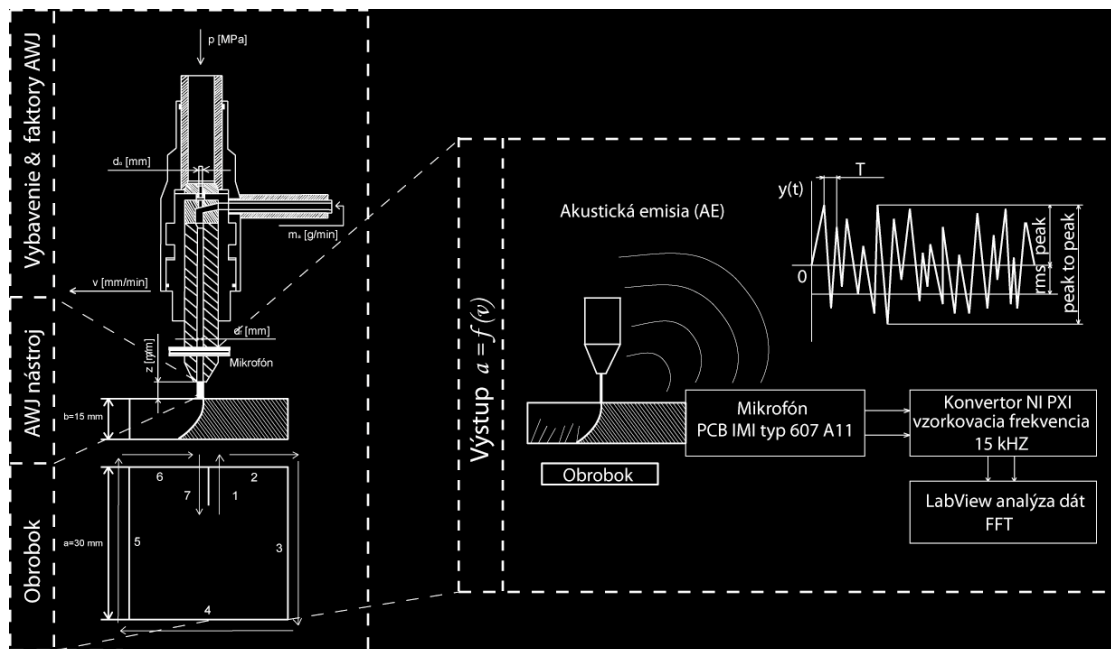 Vybavenie & faktory AWJ
p [MPa]
dₒ [mm]
mₐ [g/min]
v [mm/min]
AWJ nástroj
[mm]
z [mm]
Mikrofón
b=15 mm
Obrobok
a=30 mm
6
2
7
1
5
3
4
Výstup a = f (v)
Akustická emisia (AE)
y(t)
T
0
rms
peak
peak to peak
Mikrofón
PCB IMI typ 607 A11
Obrobok
Konvertor NI PXI
vzorkovacia frekvencia
15 kHZ
LabView analýza dát
FFT